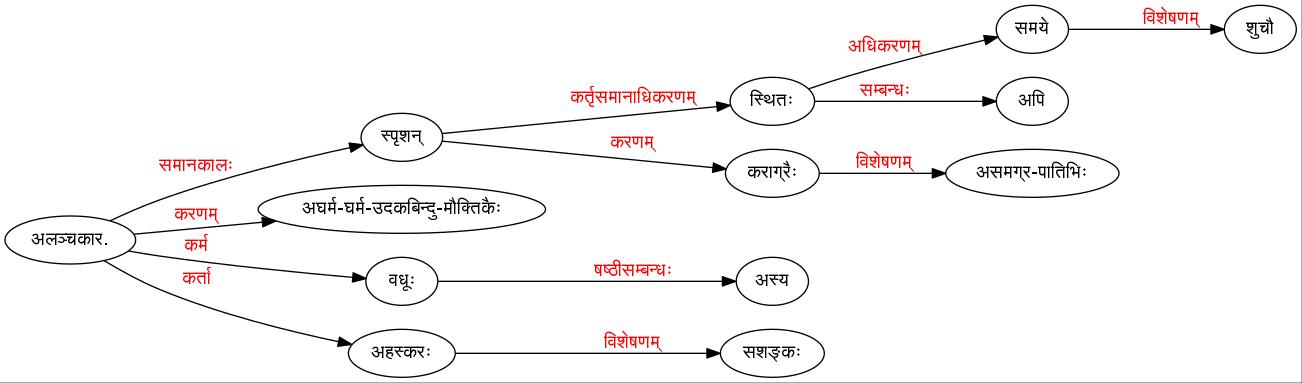 विशेषणम्
समये
शुचौ
अधिकरणम्
कर्तृसमानाधिकरणम्
स्थितः
सम्बन्धः
अपि
स्पृशन्
करणम्
समानकालः
कराग्रैः
विशेषणम्
असमग्र-पातिभिः
करणम्
अघर्म-घर्म-उदकबिन्दु-मौक्तिकैः
अलञ्चकार.
कर्म
कर्ता
वधूः
षष्ठीसम्बन्धः
अस्य
अहस्करः
विशेषणम्
सशङ्कः